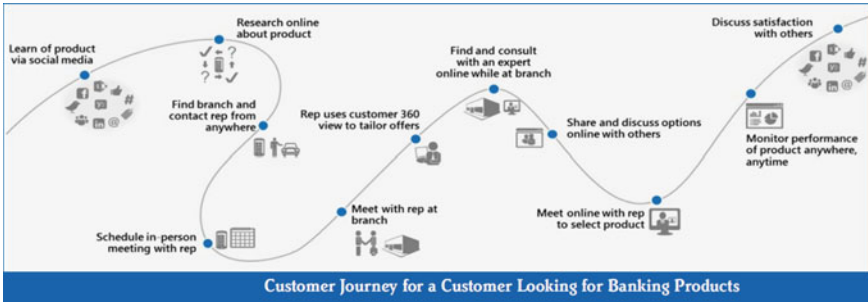 Learn of product
via social media
Research online
about product
Find branch and
contact rep from
anywhere
Schedule in-person
meeting with rep
Meet with rep at
branch
Rep uses customer 360
view to tailor offers
Find and consult
with an expert
online while at branch
Share and discuss options
online with others
Meet online with rep
to select product
Monitor performance
of product anywhere,
anytime
Discuss satisfaction
with others
Customer Journey for a Customer Looking for Banking Products